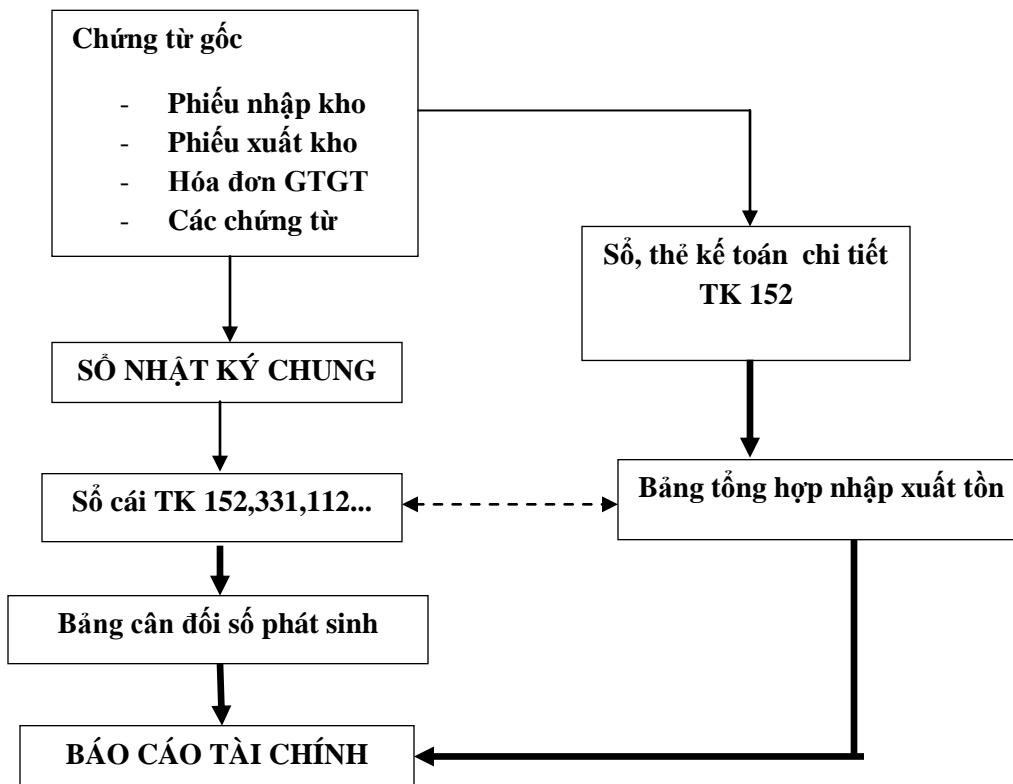 Chứng từ gốc
- Phiếu nhập kho
- Phiếu xuất kho
- Hóa đơn GTGT
- Các chứng từ
Sổ, thẻ kế toán chi tiết
TK 152
SỔ NHẬT KÝ CHUNG
Sổ cái TK 152,331,112...
Bảng tổng hợp nhập xuất tồn
Bảng cân đối số phát sinh
BÁO CÁO TÀI CHÍNH